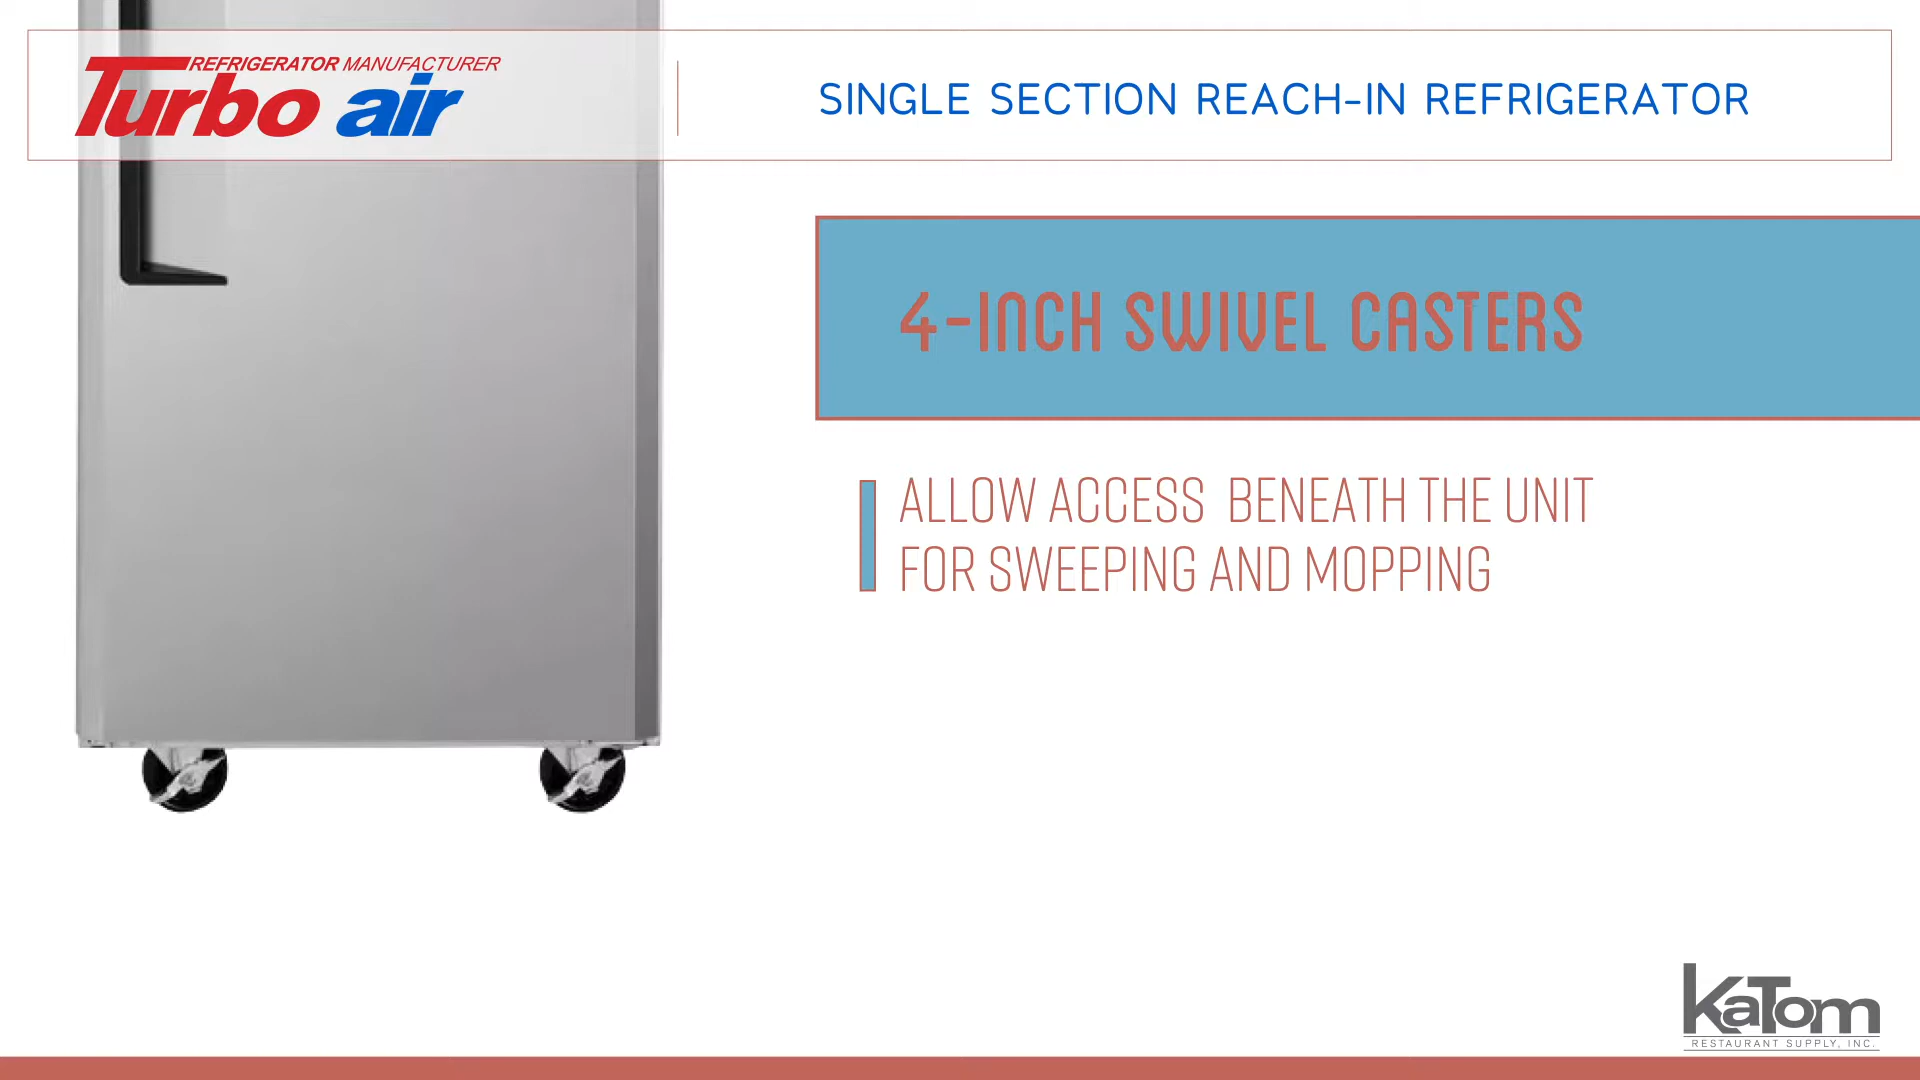 REFRIGERATOR MANUFACTURER
Turbo air
SINGLE SECTION REACH-IN REFRIGERATOR
4-INCH SWIVEL CASTERS
ALLOW ACCESS BENEATH THE UNIT
FOR SWEEPING AND MOPPING
KaTom
RESTAURANT SUPPLY, INC.